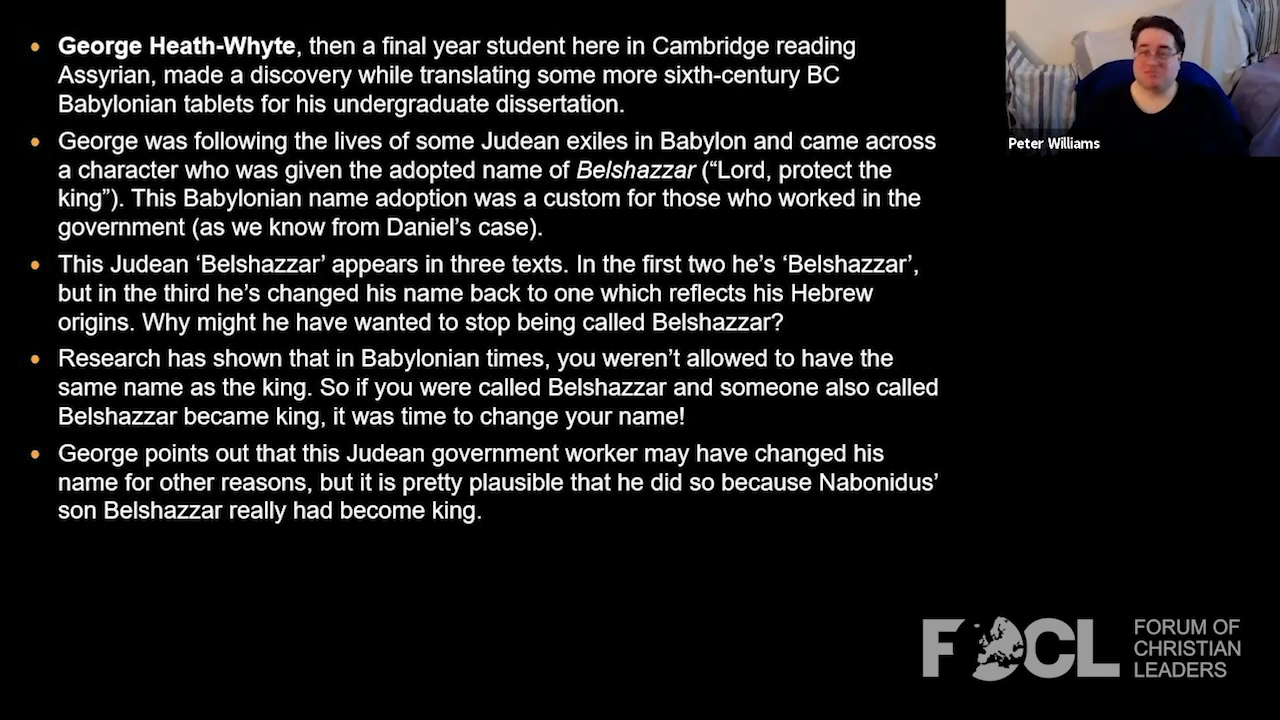 • George Heath-Whyte, then a final year student here in Cambridge reading
Assyrian, made a discovery while translating some more sixth-century BC
Babylonian tablets for his undergraduate dissertation.
• George was following the lives of some Judean exiles in Babylon and came across
a character who was given the adopted name of Belshazzar (“Lord, protect the
king”). This Babylonian name adoption was a custom for those who worked in the
government (as we know from Daniel’s case).
• This Judean ‘Belshazzar’ appears in three texts. In the first two he’s ‘Belshazzar’,
but in the third he’s changed his name back to one which reflects his Hebrew
origins. Why might he have wanted to stop being called Belshazzar?
• Research has shown that in Babylonian times, you weren’t allowed to have the
same name as the king. So if you were called Belshazzar and someone also called
Belshazzar became king, it was time to change your name!
• George points out that this Judean government worker may have changed his
name for other reasons, but it is pretty plausible that he did so because Nabonidus’
son Belshazzar really had become king.
Peter Williams
FOCL
FORUM OF
CHRISTIAN
LEADERS